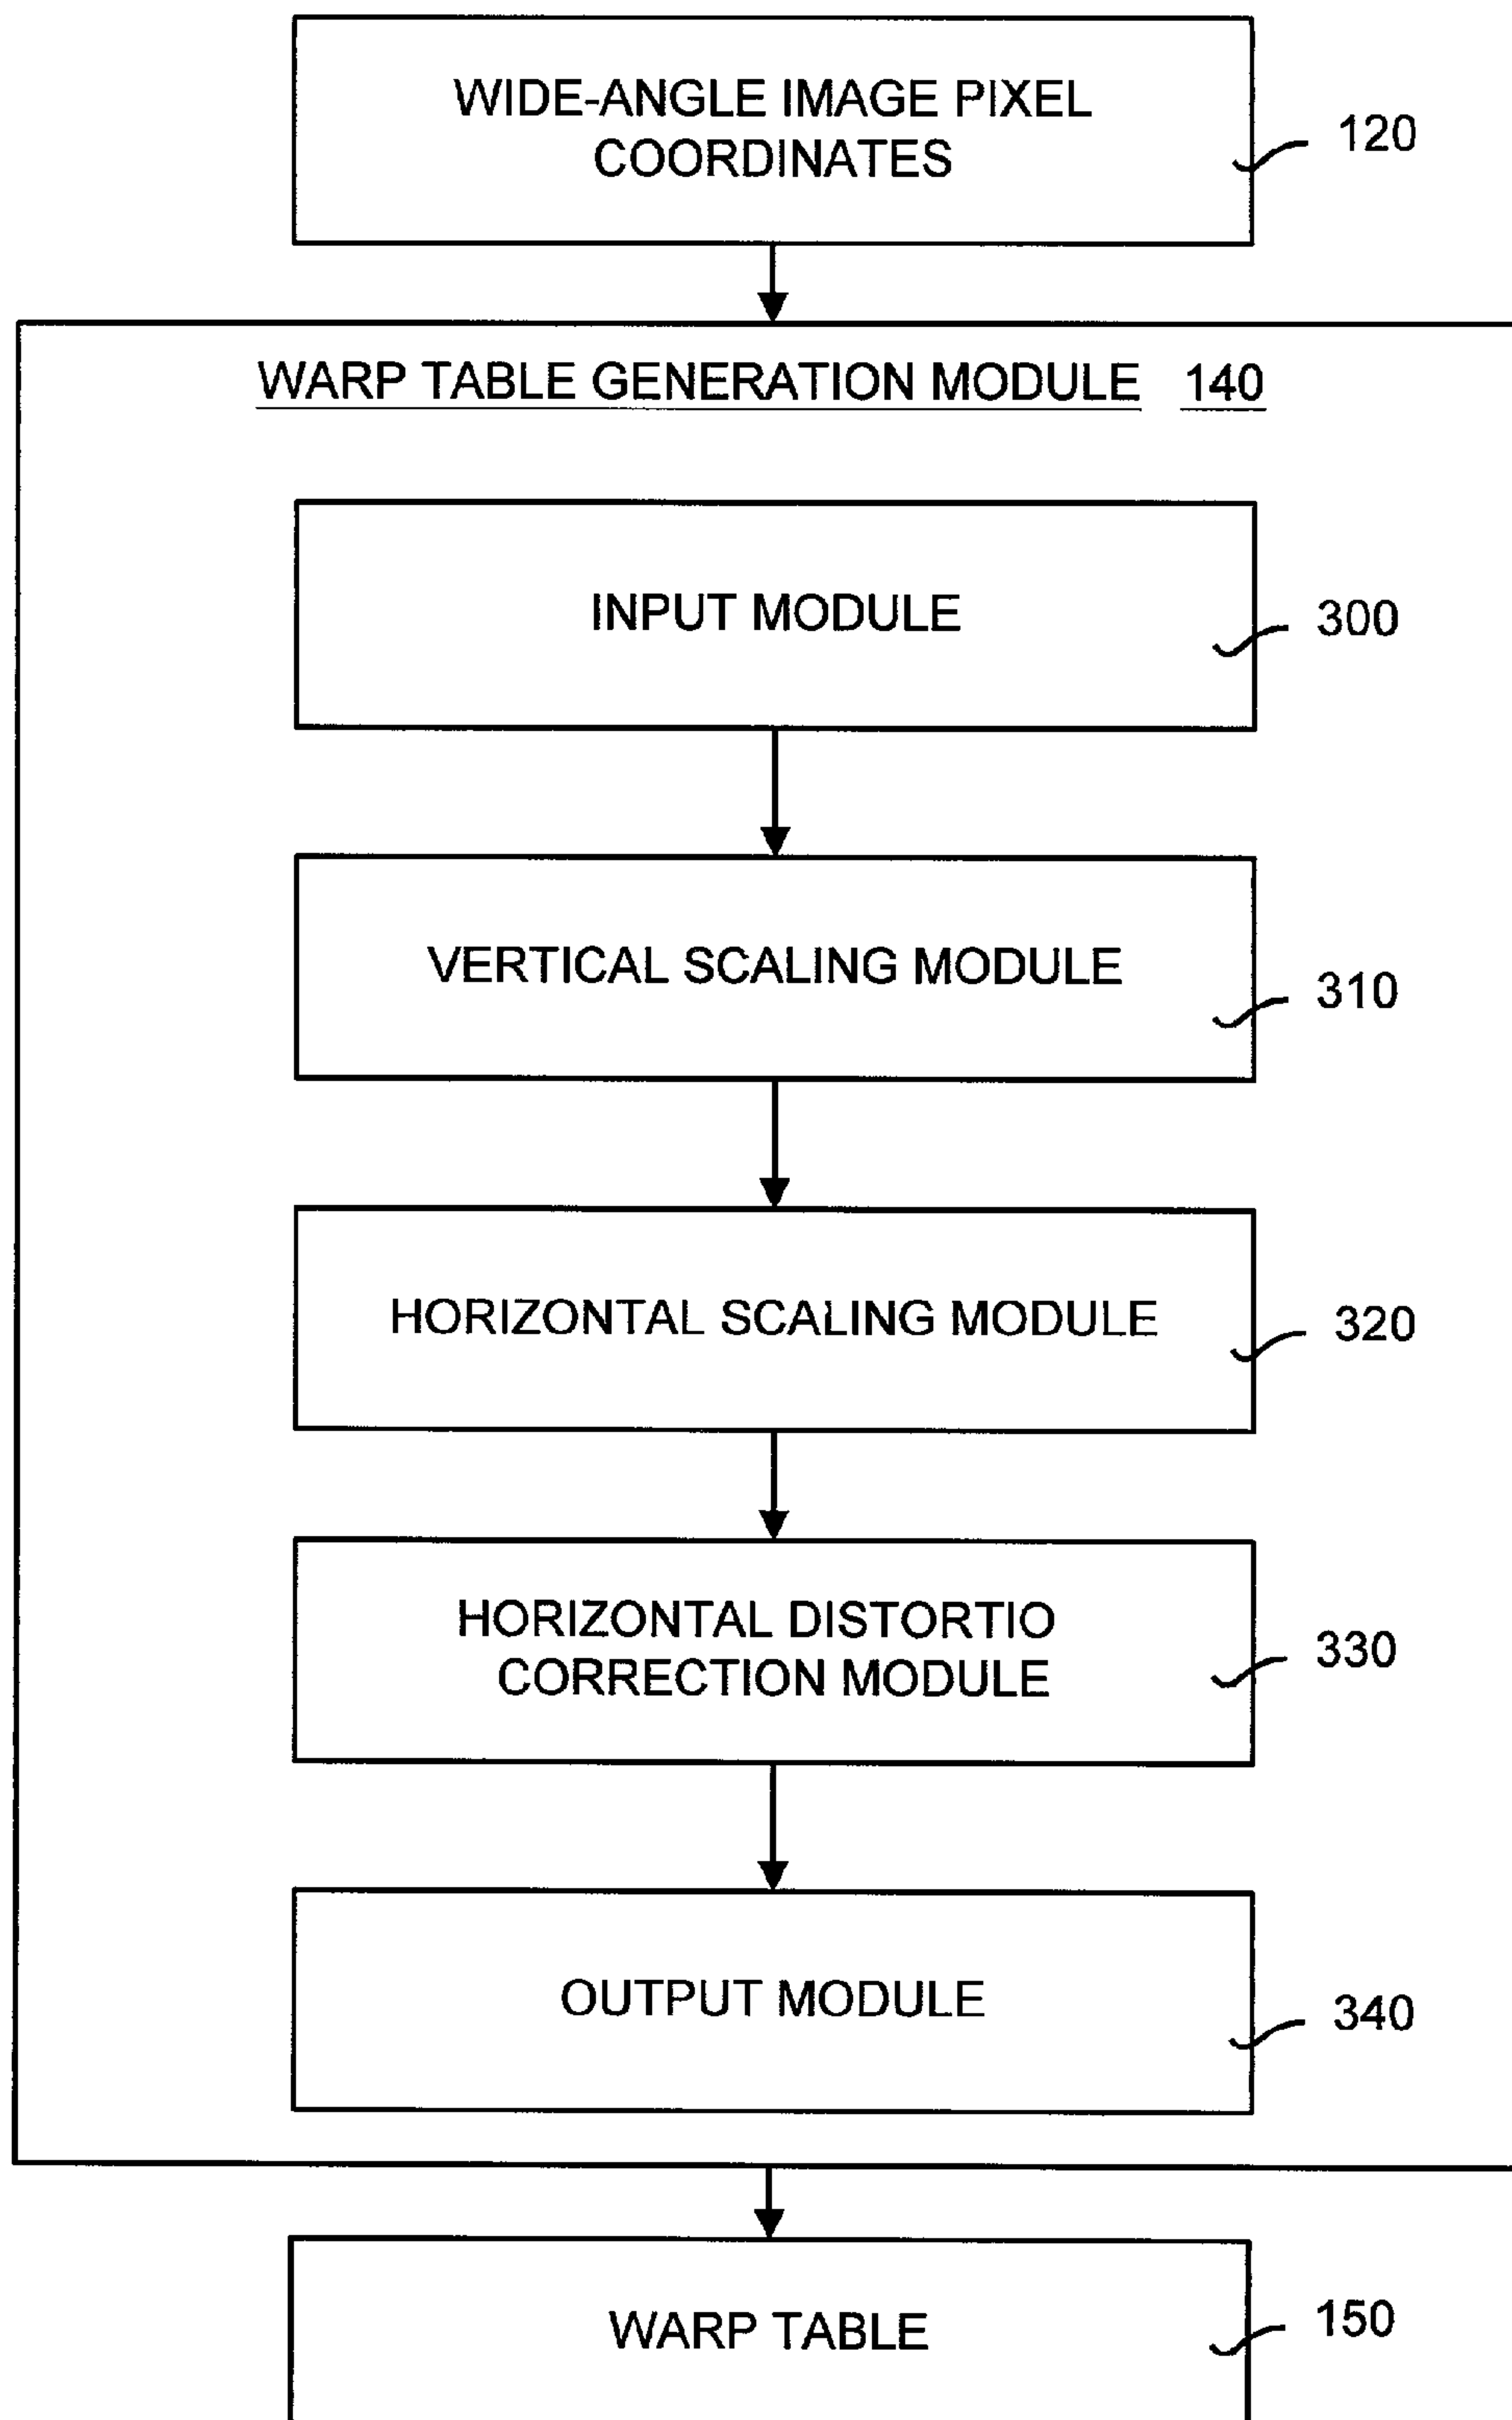 WIDE-ANGLE IMAGE PIXEL
COORDINATES
120
WARP TABLE GENERATION MODULE 140
INPUT MODULE
300
VERTICAL SCALING MODULE
310
HORIZONTAL SCALING MODULE
320
HORIZONTAL DISTORTIO
CORRECTION MODULE
330
OUTPUT MODULE
340
WARP TABLE
150